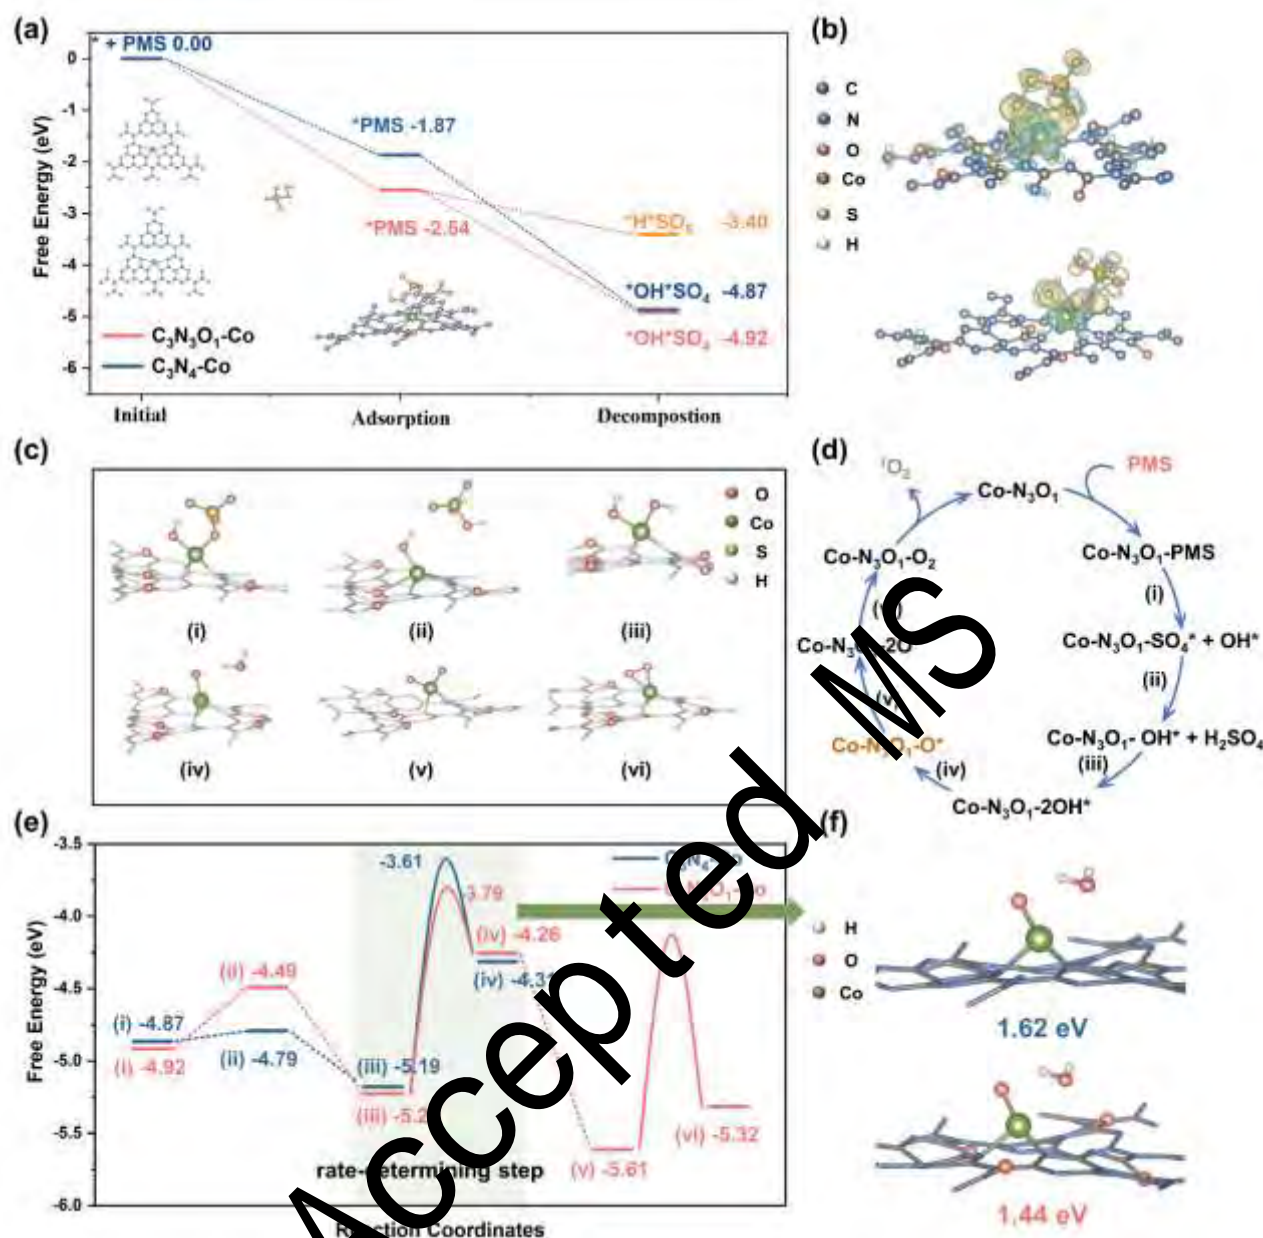 (a)
* + PMS 0.00
0
-1
-2
-3
-4
-5
-6
Free Energy (eV)
*PMS -1.87
*PMS -2.54
-3.40
*OH*SO₄ -4.87
*OH*SO₄ -4.92
C₃N₃O₁-Co
C₃N₄-Co
Initial
Adsorption
Decompostion
(b)
C
N
O
Co
S
H
(c)
O
Co
S
H
(i)
(ii)
(iii)
(iv)
(v)
(vi)
(d)
¹O₂
PMS
Co-N₃O₁
Co-N₃O₁-PMS
(i)
Co-N₃O₁-SO₄* + OH*
(ii)
Co-N₃O₁- OH* + H₂SO₄
(iii)
Co-N₃O₁-2OH*
(iv)
(v)
Co-N₃O₁-O₂
(e)
-3.5
-4.0
-4.5
-5.0
-5.5
-6.0
Free Energy (eV)
(i) -4.87
(i) -4.92
(ii) -4.49
(ii) -4.79
(iii) -5.19
(iii)
-3.61
-3.79
(iv) -4.26
(iv)
(v) -5.61
(vi) -5.32
rate-determining step
Reaction Coordinates
(f)
H
O
Co
1.62 eV
1.44 eV
Accepted MS